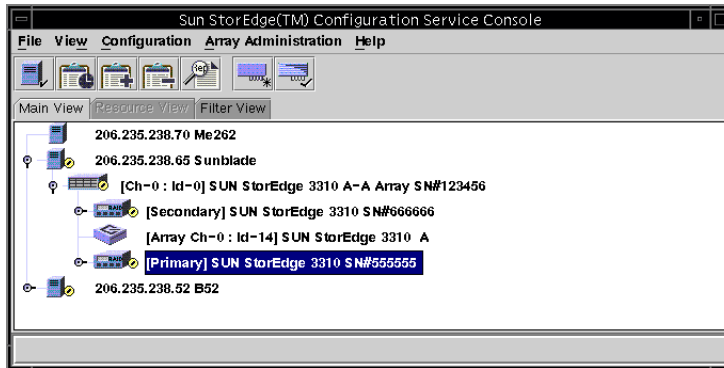 Sun StorEdge(TM) Configuration Service Console
File View Configuration Array Administration Help
Main View Resource View Filter View
206.235.238.70 Me262
206.235.238.65 Sunblade
[Ch-0 : Id-0] SUN StorEdge 3310 A-A Array SN#123456
[Secondary] SUN StorEdge 3310 SN#666666
[Array Ch-0 : Id-14] SUN StorEdge 3310 A
[Primary] SUN StorEdge 3310 SN#555555
206.235.238.52 B52